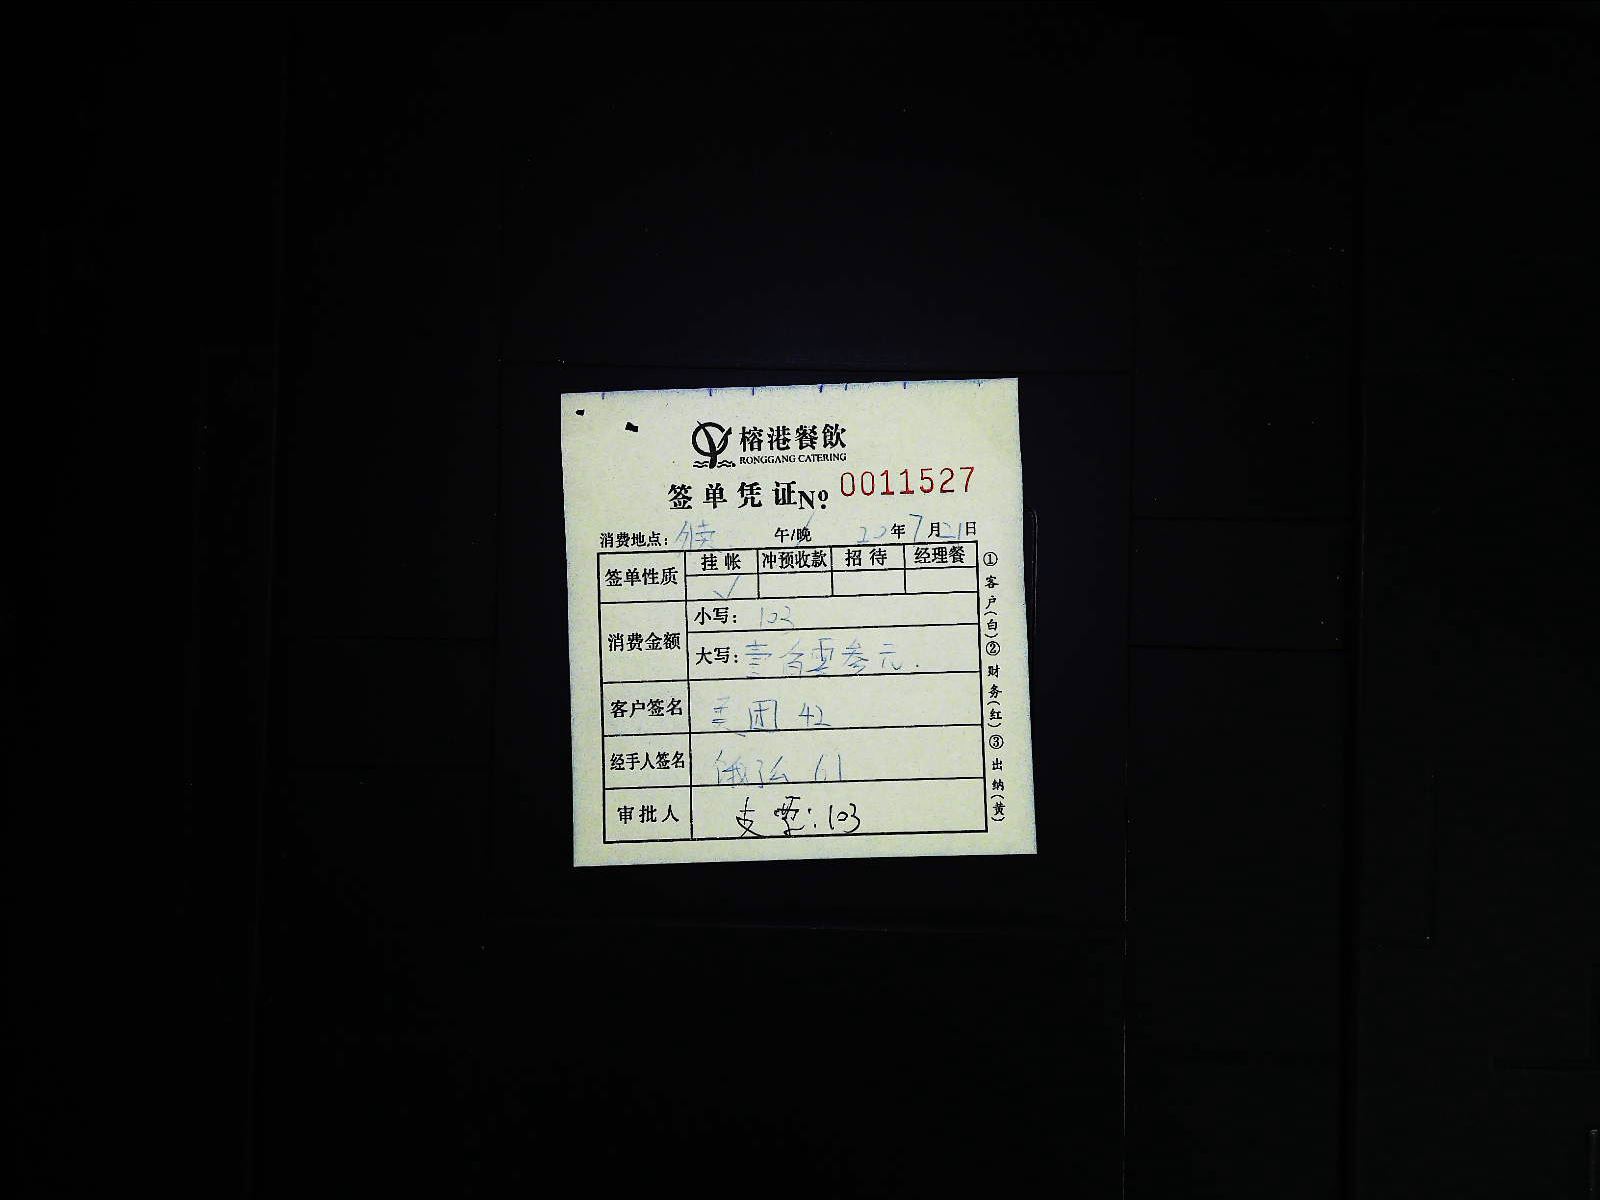 榕港餐飲
RONGGANG CATERING
签单凭证№ 0011527
消费地点：外卖 午/晚 20年7月21日
签单性质 挂帐 冲预收款 招待 经理餐
√
消费金额 小写：103
大写：壹百零叁元.
客户签名 美团 42
经手人签名 61
审批人 支票：103
①客户(白)②财务(红)③出纳(黄)